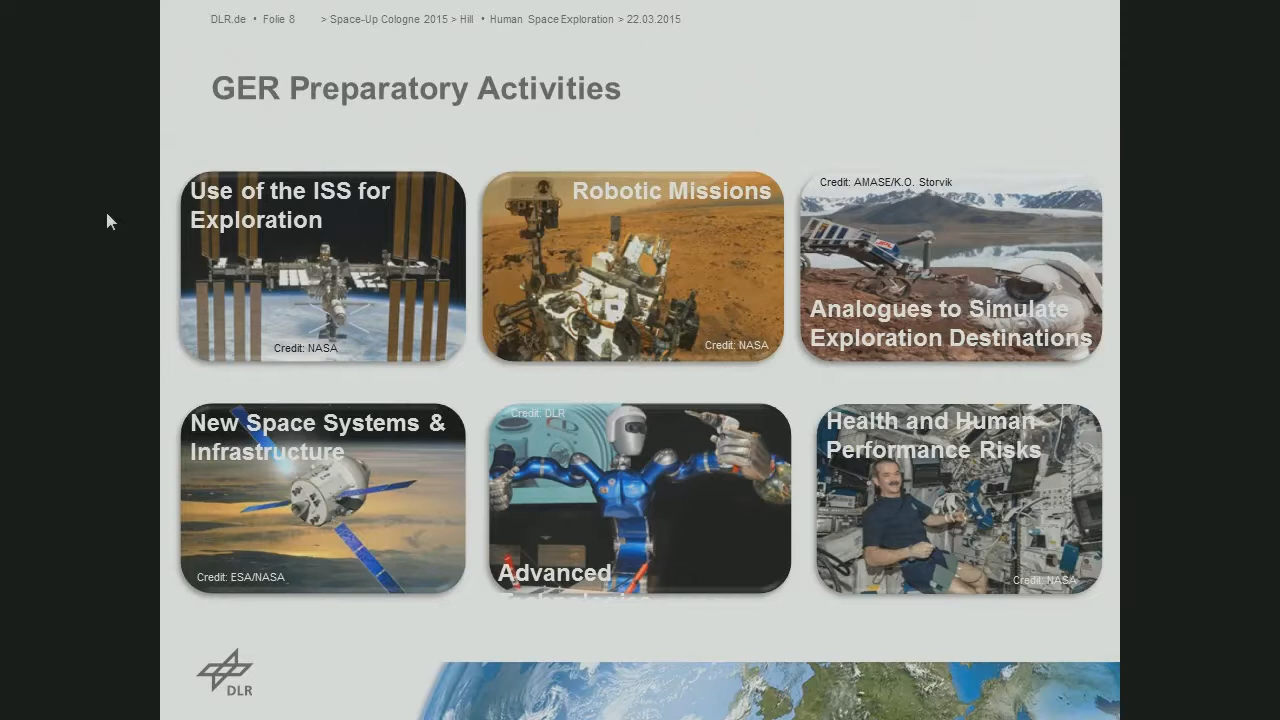 DLR.de • Folie 8 > Space-Up Cologne 2015 > Hill • Human Space Exploration > 22.03.2015
GER Preparatory Activities
Use of the ISS for
Exploration
Credit: NASA
Robotic Missions
Credit: NASA
Credit: AMASE/K.O. Storvik
Analogues to Simulate
Exploration Destinations
New Space Systems &
Infrastructure
Credit: ESA/NASA
Credit: DLR
Advanced
Technologies
Health and Human
Performance Risks
Credit: NASA
DLR